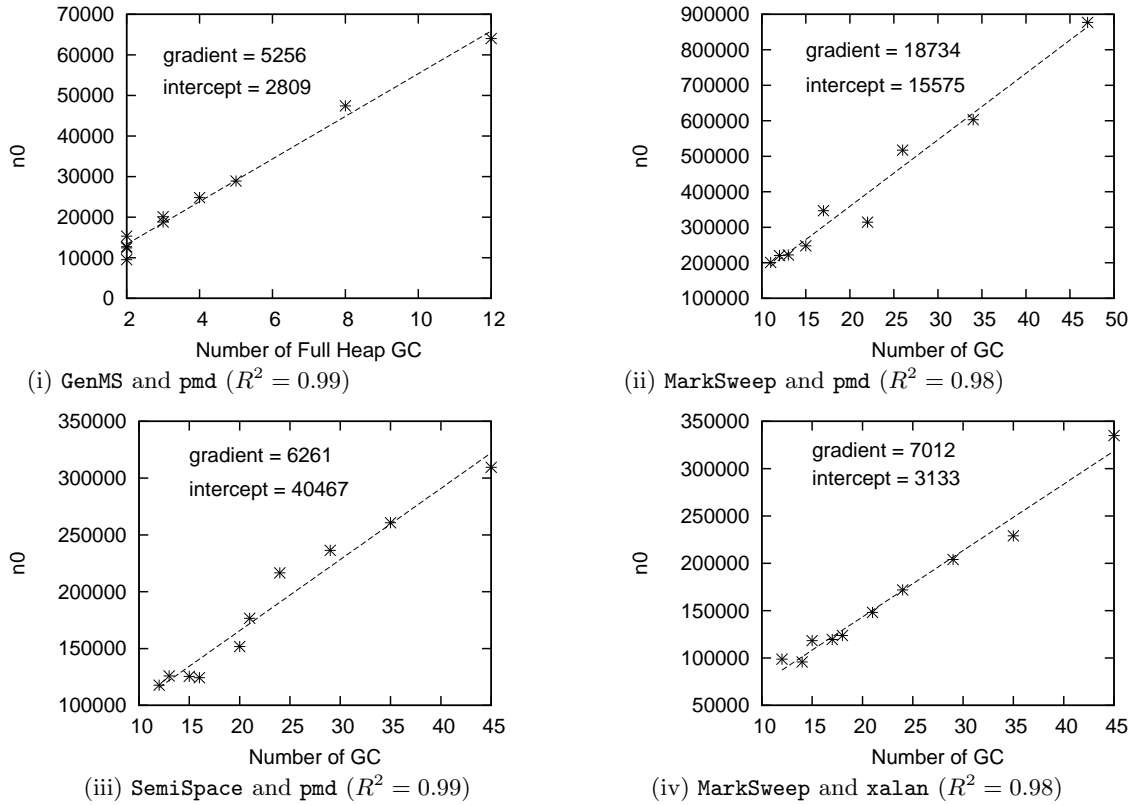 70000
60000
50000
40000
30000
20000
10000
0
n0
gradient = 5256
intercept = 2809
2 4 6 8 10 12
Number of Full Heap GC
(i) GenMS and pmd (R² = 0.99)
900000
800000
700000
600000
500000
400000
300000
200000
100000
n0
gradient = 18734
intercept = 15575
10 15 20 25 30 35 40 45 50
Number of GC
(ii) MarkSweep and pmd (R² = 0.98)
350000
300000
250000
200000
150000
100000
n0
gradient = 6261
intercept = 40467
10 15 20 25 30 35 40 45
Number of GC
(iii) SemiSpace and pmd (R² = 0.99)
350000
300000
250000
200000
150000
100000
50000
n0
gradient = 7012
intercept = 3133
10 15 20 25 30 35 40 45
Number of GC
(iv) MarkSweep and xalan (R² = 0.98)